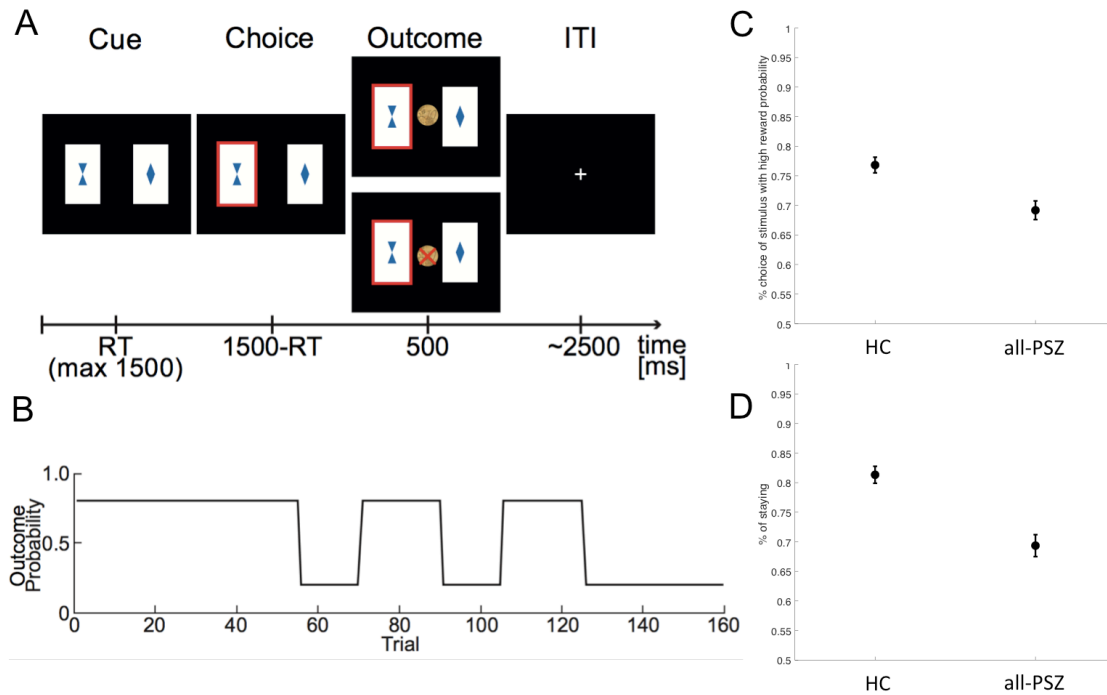 A
Cue
Choice
Outcome
ITI
RT
(max 1500)
1500-RT
500
~2500
time
[ms]
B
Outcome
Probability
1.0
0.5
0
0 20 40 60 80 100 120 140 160
Trial
C
% choice of stimulus with high reward probability
1
0.95
0.9
0.85
0.8
0.75
0.7
0.65
0.6
0.55
0.5
HC all-PSZ
D
% of staying
1
0.95
0.9
0.85
0.8
0.75
0.7
0.65
0.6
0.55
0.5
HC all-PSZ